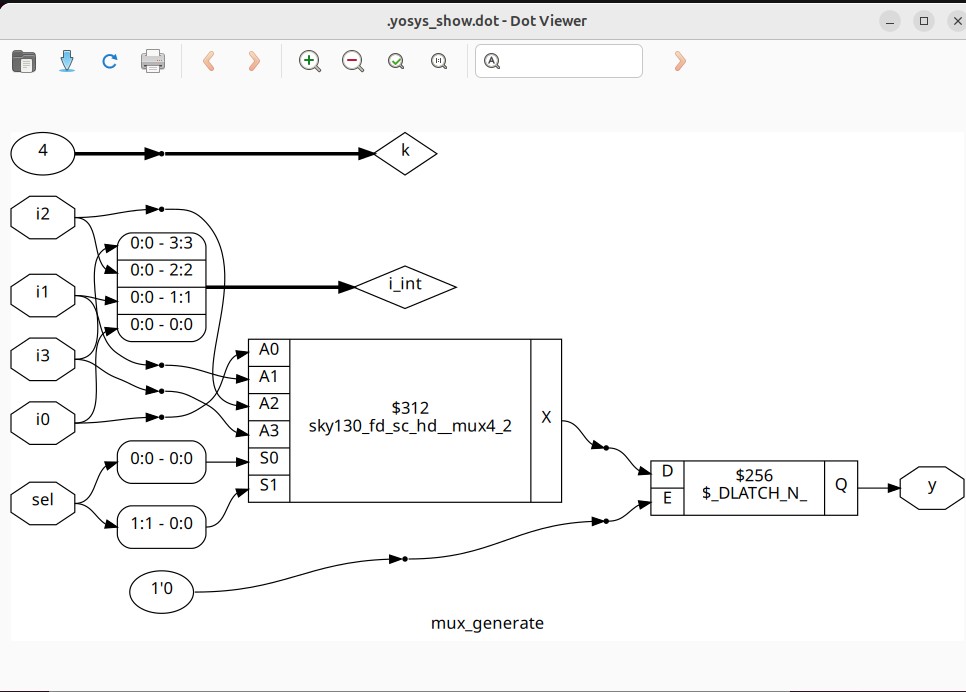 .yosys_show.dot - Dot Viewer
4
k
i2
0:0 - 3:3
0:0 - 2:2
0:0 - 1:1
0:0 - 0:0
i_int
i1
i3
i0
sel
0:0 - 0:0
1:1 - 0:0
A0
A1
A2
A3
S0
S1
$312
sky130_fd_sc_hd__mux4_2
X
D
E
$256
$_DLATCH_N_
Q
y
1'0
mux_generate